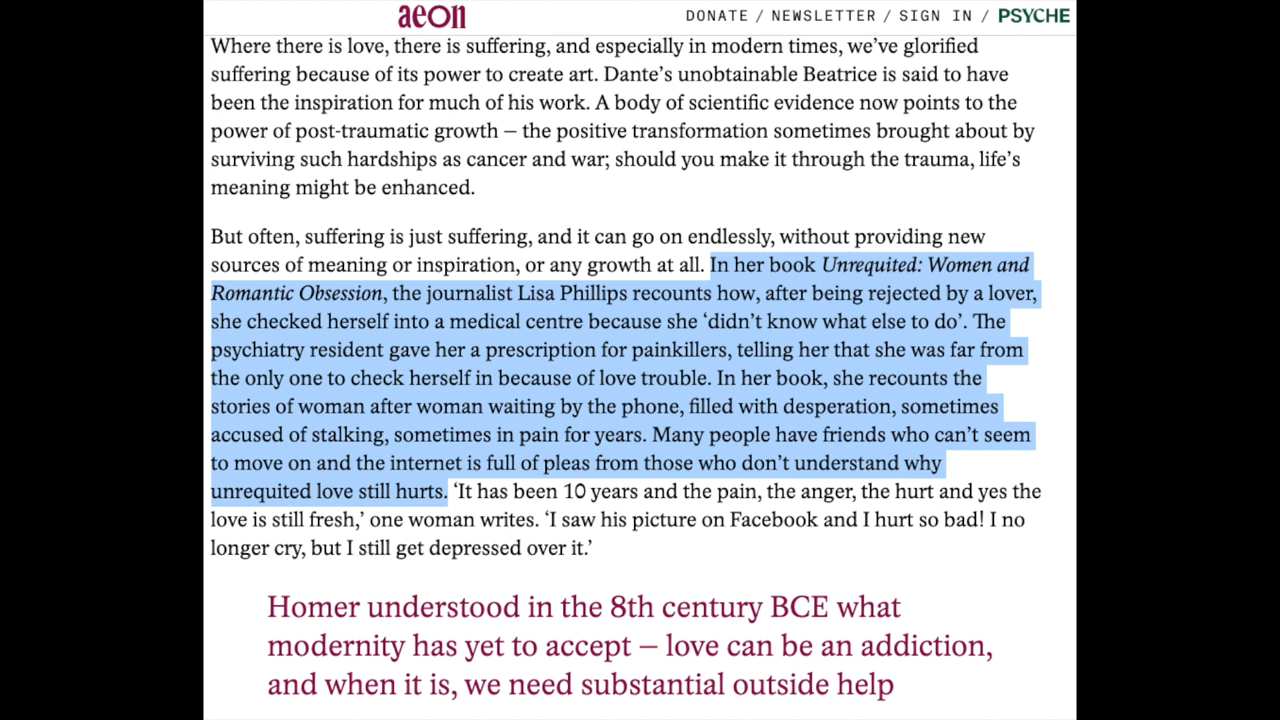 aeon
DONATE / NEWSLETTER / SIGN IN / PSYCHE
Where there is love, there is suffering, and especially in modern times, we’ve glorified
suffering because of its power to create art. Dante’s unobtainable Beatrice is said to have
been the inspiration for much of his work. A body of scientific evidence now points to the
power of post-traumatic growth – the positive transformation sometimes brought about by
surviving such hardships as cancer and war; should you make it through the trauma, life’s
meaning might be enhanced.
But often, suffering is just suffering, and it can go on endlessly, without providing new
sources of meaning or inspiration, or any growth at all. In her book Unrequited: Women and
Romantic Obsession, the journalist Lisa Phillips recounts how, after being rejected by a lover,
she checked herself into a medical centre because she ‘didn’t know what else to do’. The
psychiatry resident gave her a prescription for painkillers, telling her that she was far from
the only one to check herself in because of love trouble. In her book, she recounts the
stories of woman after woman waiting by the phone, filled with desperation, sometimes
accused of stalking, sometimes in pain for years. Many people have friends who can’t seem
to move on and the internet is full of pleas from those who don’t understand why
unrequited love still hurts. ‘It has been 10 years and the pain, the anger, the hurt and yes the
love is still fresh,’ one woman writes. ‘I saw his picture on Facebook and I hurt so bad! I no
longer cry, but I still get depressed over it.’
Homer understood in the 8th century BCE what
modernity has yet to accept – love can be an addiction,
and when it is, we need substantial outside help